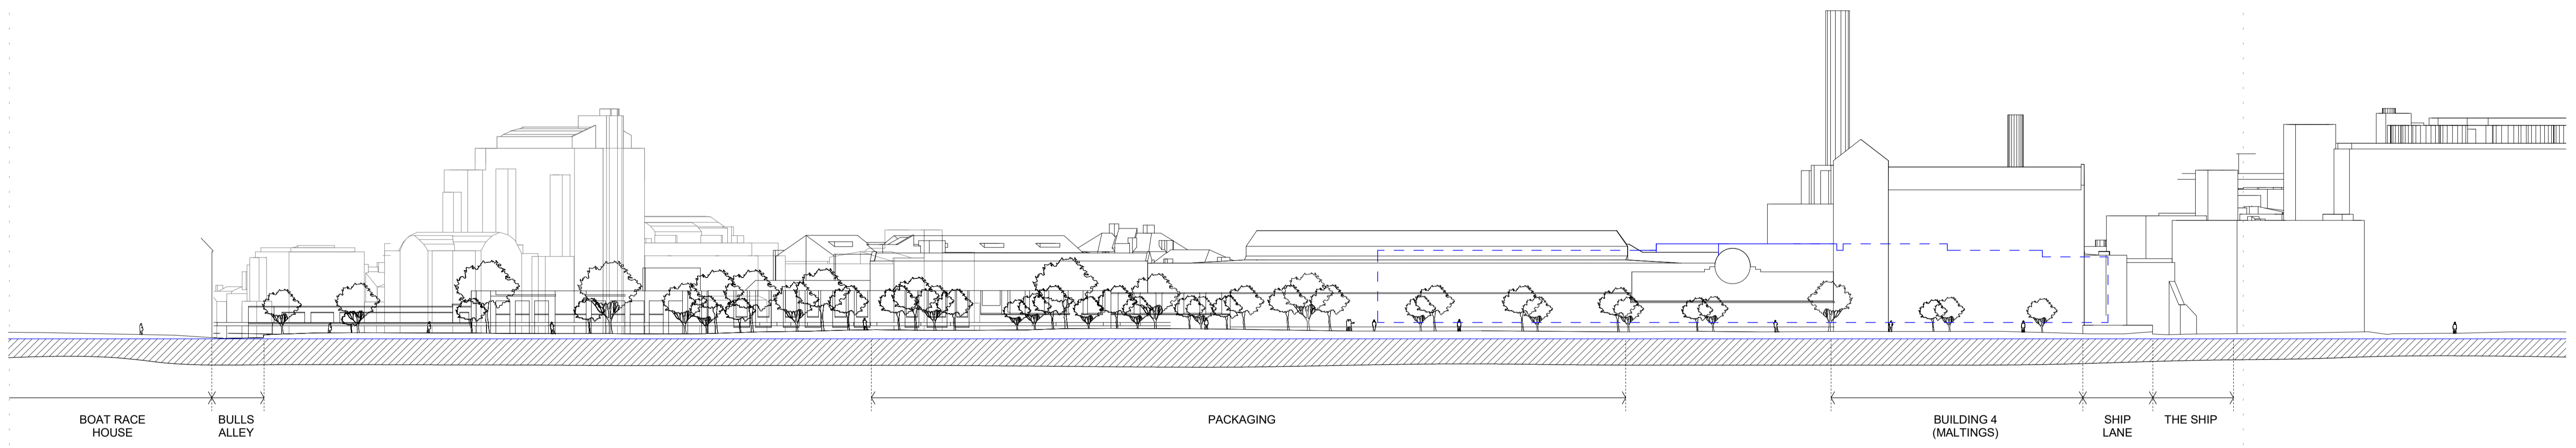 BOAT RACE
HOUSE
BULLS
ALLEY
PACKAGING
BUILDING 4
(MALTINGS)
SHIP
LANE
THE SHIP